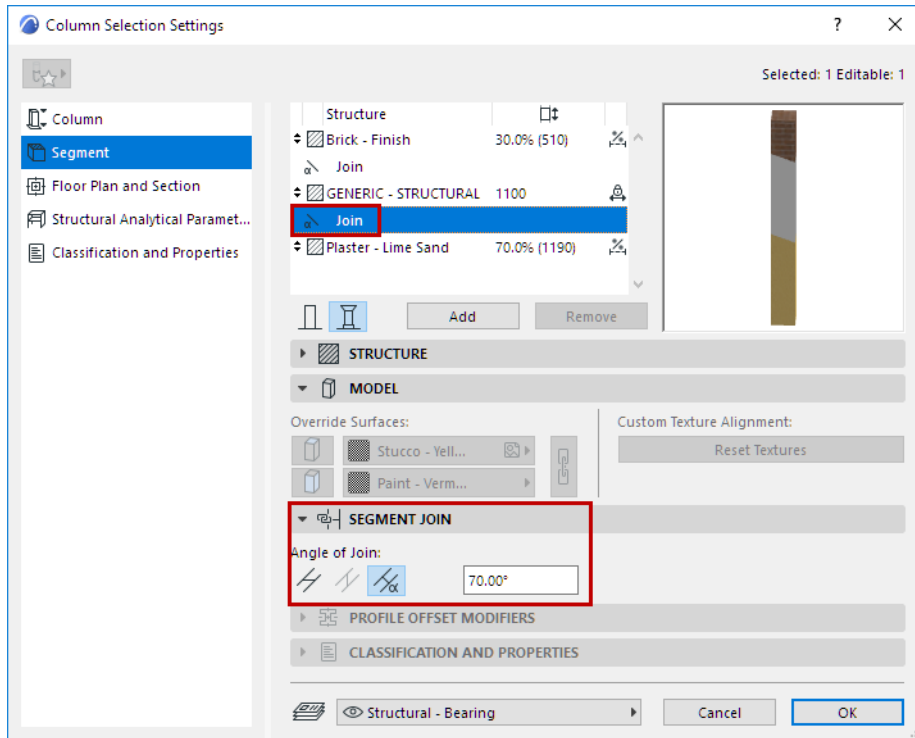 Column Selection Settings
Selected: 1 Editable: 1
Column
Segment
Floor Plan and Section
Structural Analytical Paramet...
Classification and Properties
Structure
Brick - Finish 30.0% (510)
α Join
GENERIC - STRUCTURAL 1100
α Join
Plaster - Lime Sand 70.0% (1190)
Add Remove
STRUCTURE
MODEL
Override Surfaces: Custom Texture Alignment:
Stucco - Yell... Reset Textures
Paint - Verm...
SEGMENT JOIN
Angle of Join:
α 70.00°
PROFILE OFFSET MODIFIERS
CLASSIFICATION AND PROPERTIES
Structural - Bearing Cancel OK